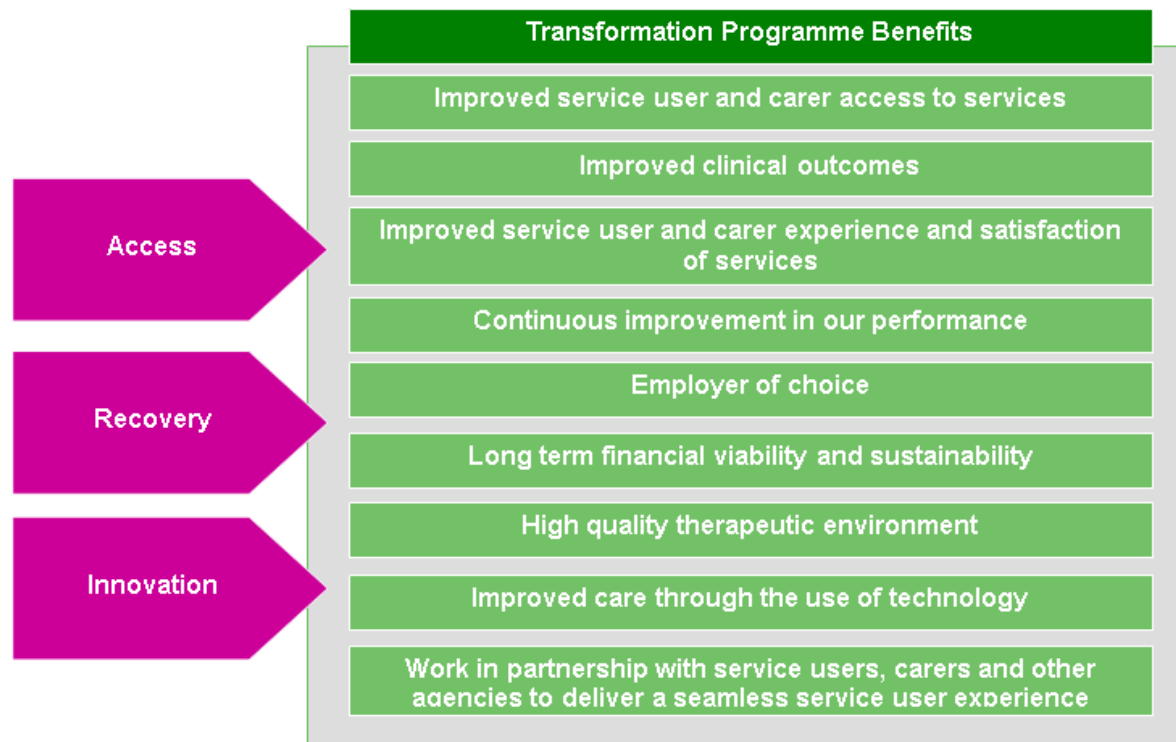 Transformation Programme Benefits
Improved service user and carer access to services
Improved clinical outcomes
Access
Improved service user and carer experience and satisfaction
of services
Continuous improvement in our performance
Employer of choice
Recovery
Long term financial viability and sustainability
High quality therapeutic environment
Innovation
Improved care through the use of technology
Work in partnership with service users, carers and other
agencies to deliver a seamless service user experience